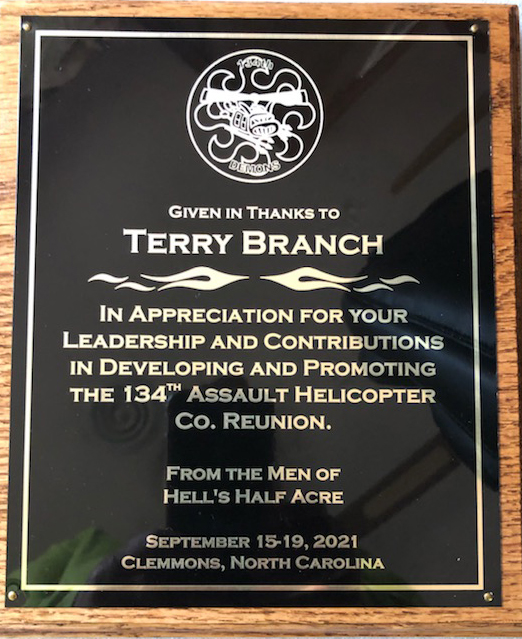 134th
DEMONS
GIVEN IN THANKS TO
TERRY BRANCH
IN APPRECIATION FOR YOUR
LEADERSHIP AND CONTRIBUTIONS
IN DEVELOPING AND PROMOTING
THE 134TH ASSAULT HELICOPTER
CO. REUNION.
FROM THE MEN OF
HELL'S HALF ACRE
SEPTEMBER 15-19, 2021
CLEMMONS, NORTH CAROLINA